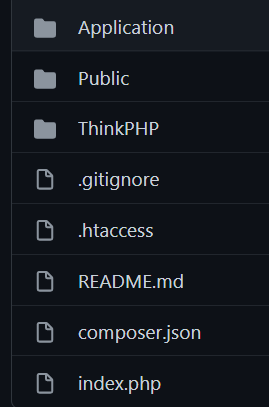 Application
Public
ThinkPHP
.gitignore
.htaccess
README.md
composer.json
index.php